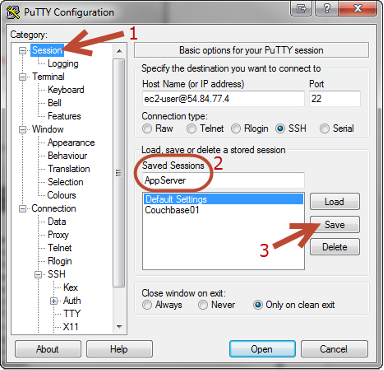 PuTTY Configuration
Category:
Session
Logging
Terminal
Keyboard
Bell
Features
Window
Appearance
Behaviour
Translation
Selection
Colours
Connection
Data
Proxy
Telnet
Rlogin
SSH
Kex
Auth
TTY
X11
1
Basic options for your PuTTY session
Specify the destination you want to connect to
Host Name (or IP address) Port
ec2-user@54.84.77.4 22
Connection type:
Raw Telnet Rlogin SSH Serial
Load, save or delete a stored session
Saved Sessions 2
AppServer
Default Settings Load
Couchbase01
Save
3
Delete
Close window on exit:
Always Never Only on clean exit
About Help Open Cancel